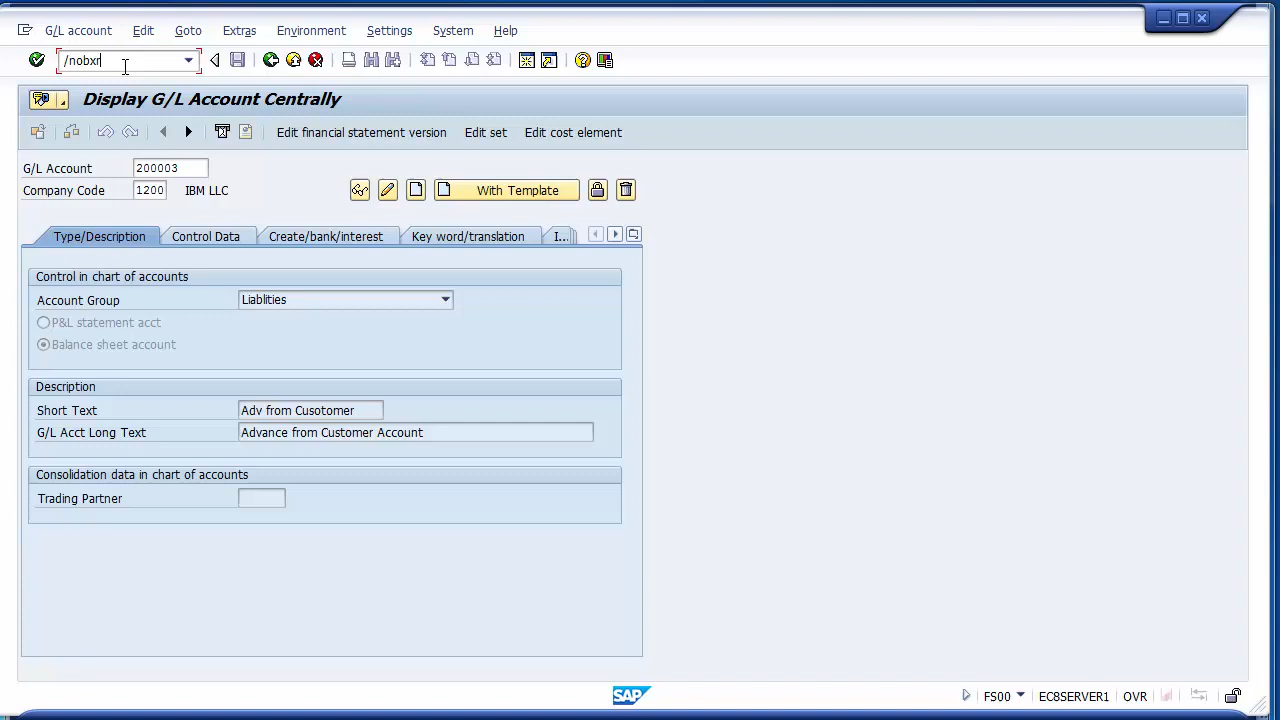 G/L account Edit Goto Extras Environment Settings System Help
/nobxr
Display G/L Account Centrally
Edit financial statement version Edit set Edit cost element
G/L Account 200003
Company Code 1200 IBM LLC With Template
Type/Description Control Data Create/bank/interest Key word/translation I...
Control in chart of accounts
Account Group Liablities
P&L statement acct
Balance sheet account
Description
Short Text Adv from Cusotomer
G/L Acct Long Text Advance from Customer Account
Consolidation data in chart of accounts
Trading Partner
SAP FS00 ECCSERVER1 OVR